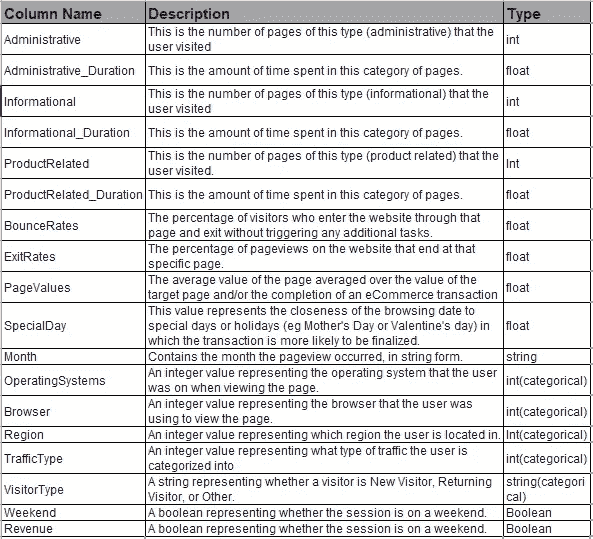 Column Name Description Type
Administrative This is the number of pages of this type (administrative) that the int
user visited
Administrative_Duration This is the amount of time spent in this category of pages. float
Informational This is the number of pages of this type (informational) that the int
user visited
Informational_Duration This is the amount of time spent in this category of pages. float
ProductRelated This is the number of pages of this type (product related) that the Int
user visited.
ProductRelated_Duration This is the amount of time spent in this category of pages. float
BounceRates The percentage of visitors who enter the website through that float
page and exit without triggering any additional tasks.
ExitRates The percentage of pageviews on the website that end at that float
specific page.
PageValues The average value of the page averaged over the value of the float
target page and/or the completion of an eCommerce transaction
SpecialDay This value represents the closeness of the browsing date to float
special days or holidays (eg Mother's Day or Valentine's day) in
which the transaction is more likely to be finalized.
Month Contains the month the pageview occurred, in string form. string
OperatingSystems An integer value representing the operating system that the user int(categorical)
was on when viewing the page.
Browser An integer value representing the browser that the user was int(categorical)
using to view the page.
Region An integer value representing which region the user is located in. Int(categorical)
TrafficType An integer value representing what type of traffic the user is int(categorical)
categorized into
VisitorType A string representing whether a visitor is New Visitor, Returning string(categori
Visitor, or Other. cal)
Weekend A boolean representing whether the session is on a weekend. Boolean
Revenue A boolean representing whether the session is on a weekend. Boolean